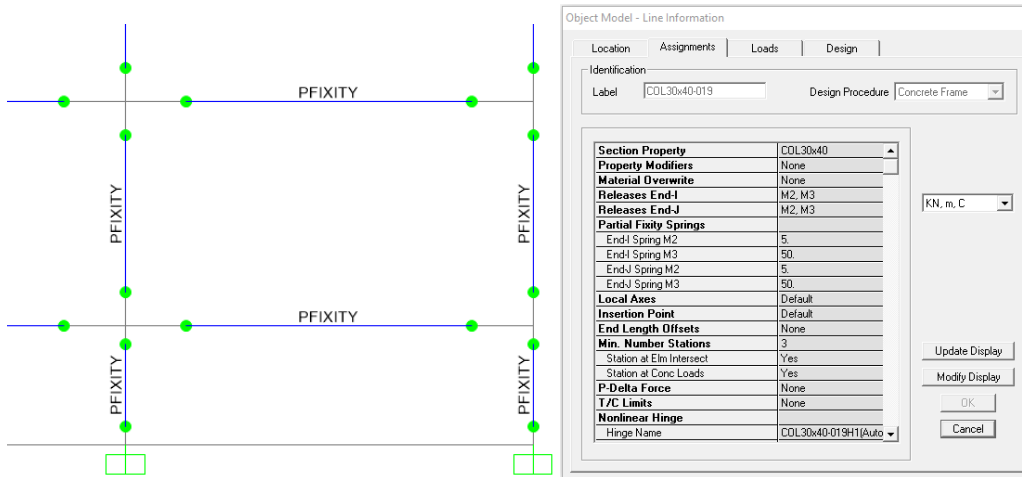 PFIXITY
PFIXITY
PFIXITY
PFIXITY
PFIXITY
PFIXITY
Object Model - Line Information
Location Assignments Loads Design
Identification
Label COL30x40-019 Design Procedure Concrete Frame
Section Property COL30x40
Property Modifiers None
Material Overwrite None
Releases End-I M2, M3
Releases End-J M2, M3
Partial Fixity Springs
End-I Spring M2 5.
End-I Spring M3 50.
End-J Spring M2 5.
End-J Spring M3 50.
Local Axes Default
Insertion Point Default
End Length Offsets None
Min. Number Stations 3
Station at Elm Intersect Yes
Station at Conc Loads Yes
P-Delta Force None
T/C Limits None
Nonlinear Hinge
Hinge Name COL30x40-019H1(Auto
KN, m, C
Update Display
Modify Display
OK
Cancel